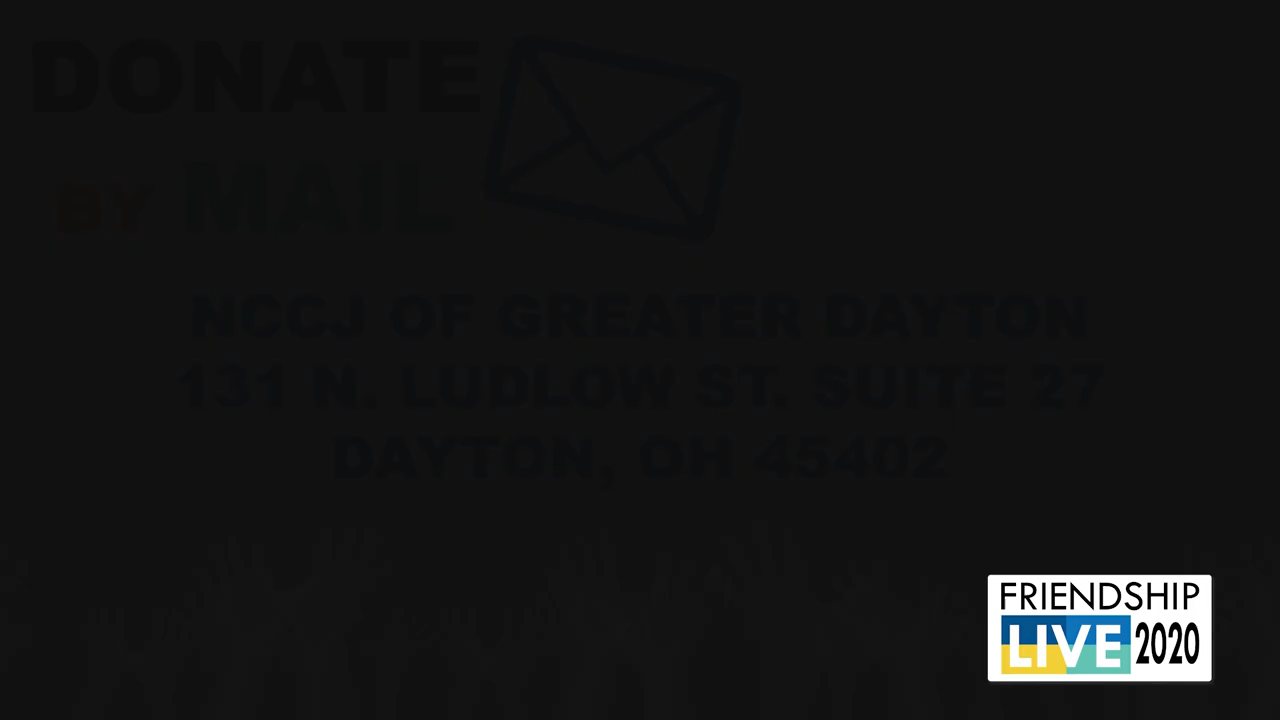 DONATE
BY MAIL
NCCJ OF GREATER DAYTON
131 N. LUDLOW ST. SUITE 27
DAYTON, OH 45402
FRIENDSHIP
LIVE 2020